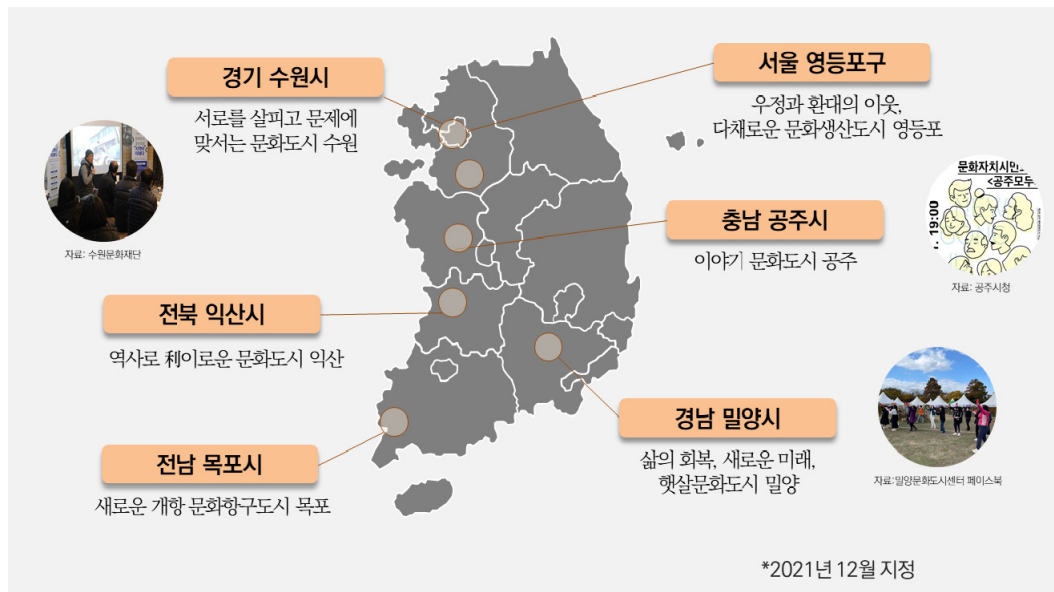 경기 수원시
서로를 살피고 문제에
맞서는 문화도시 수원
자료: 수원문화재단
서울 영등포구
우정과 환대의 이웃,
다채로운 문화생산도시 영등포
문화자치시민
<공주모두
19:00
충남 공주시
이야기 문화도시 공주
자료: 공주시청
전북 익산시
역사로 利이로운 문화도시 익산
경남 밀양시
삶의 회복, 새로운 미래,
햇살문화도시 밀양
자료:밀양문화도시센터 페이스북
전남 목포시
새로운 개항 문화항구도시 목포
*2021년 12월 지정